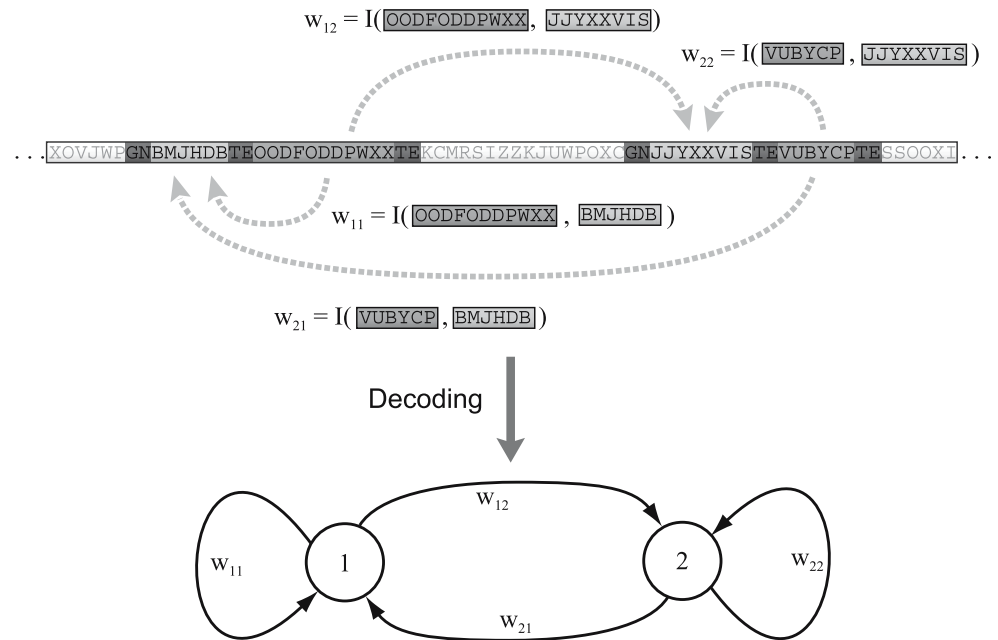 w12 = I( OODFODDPWXX , JJYXXVIS )
w22 = I( VUBYCP , JJYXXVIS )
...XOVJWPGNBMJHDBTEOODFODDPWXXTEKCMRSIZZKJUWPOXCGNJJYXXVISTEVUBYCPTESSOOXI...
w11 = I( OODFODDPWXX , BMJHDB )
w21 = I( VUBYCP , BMJHDB )
Decoding
w12
w11
1
2
w22
w21